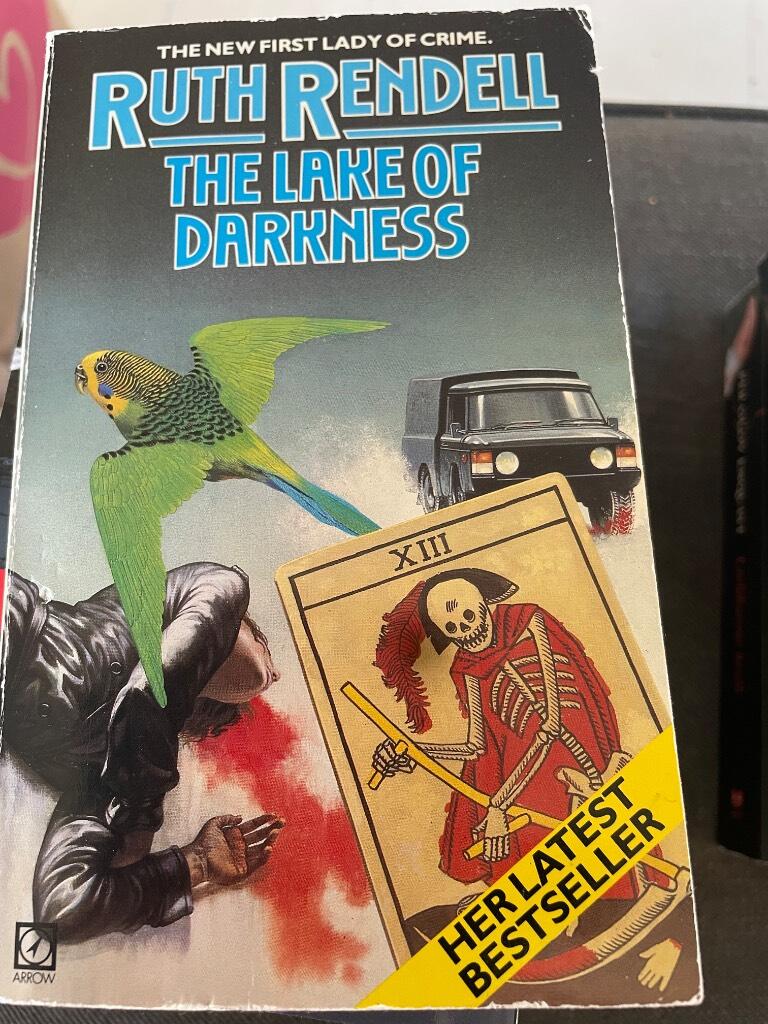 THE NEW FIRST LADY OF CRIME.
RUTH RENDELL
THE LAKE OF
DARKNESS
XIII
HER LATEST
BESTSELLER
ARROW